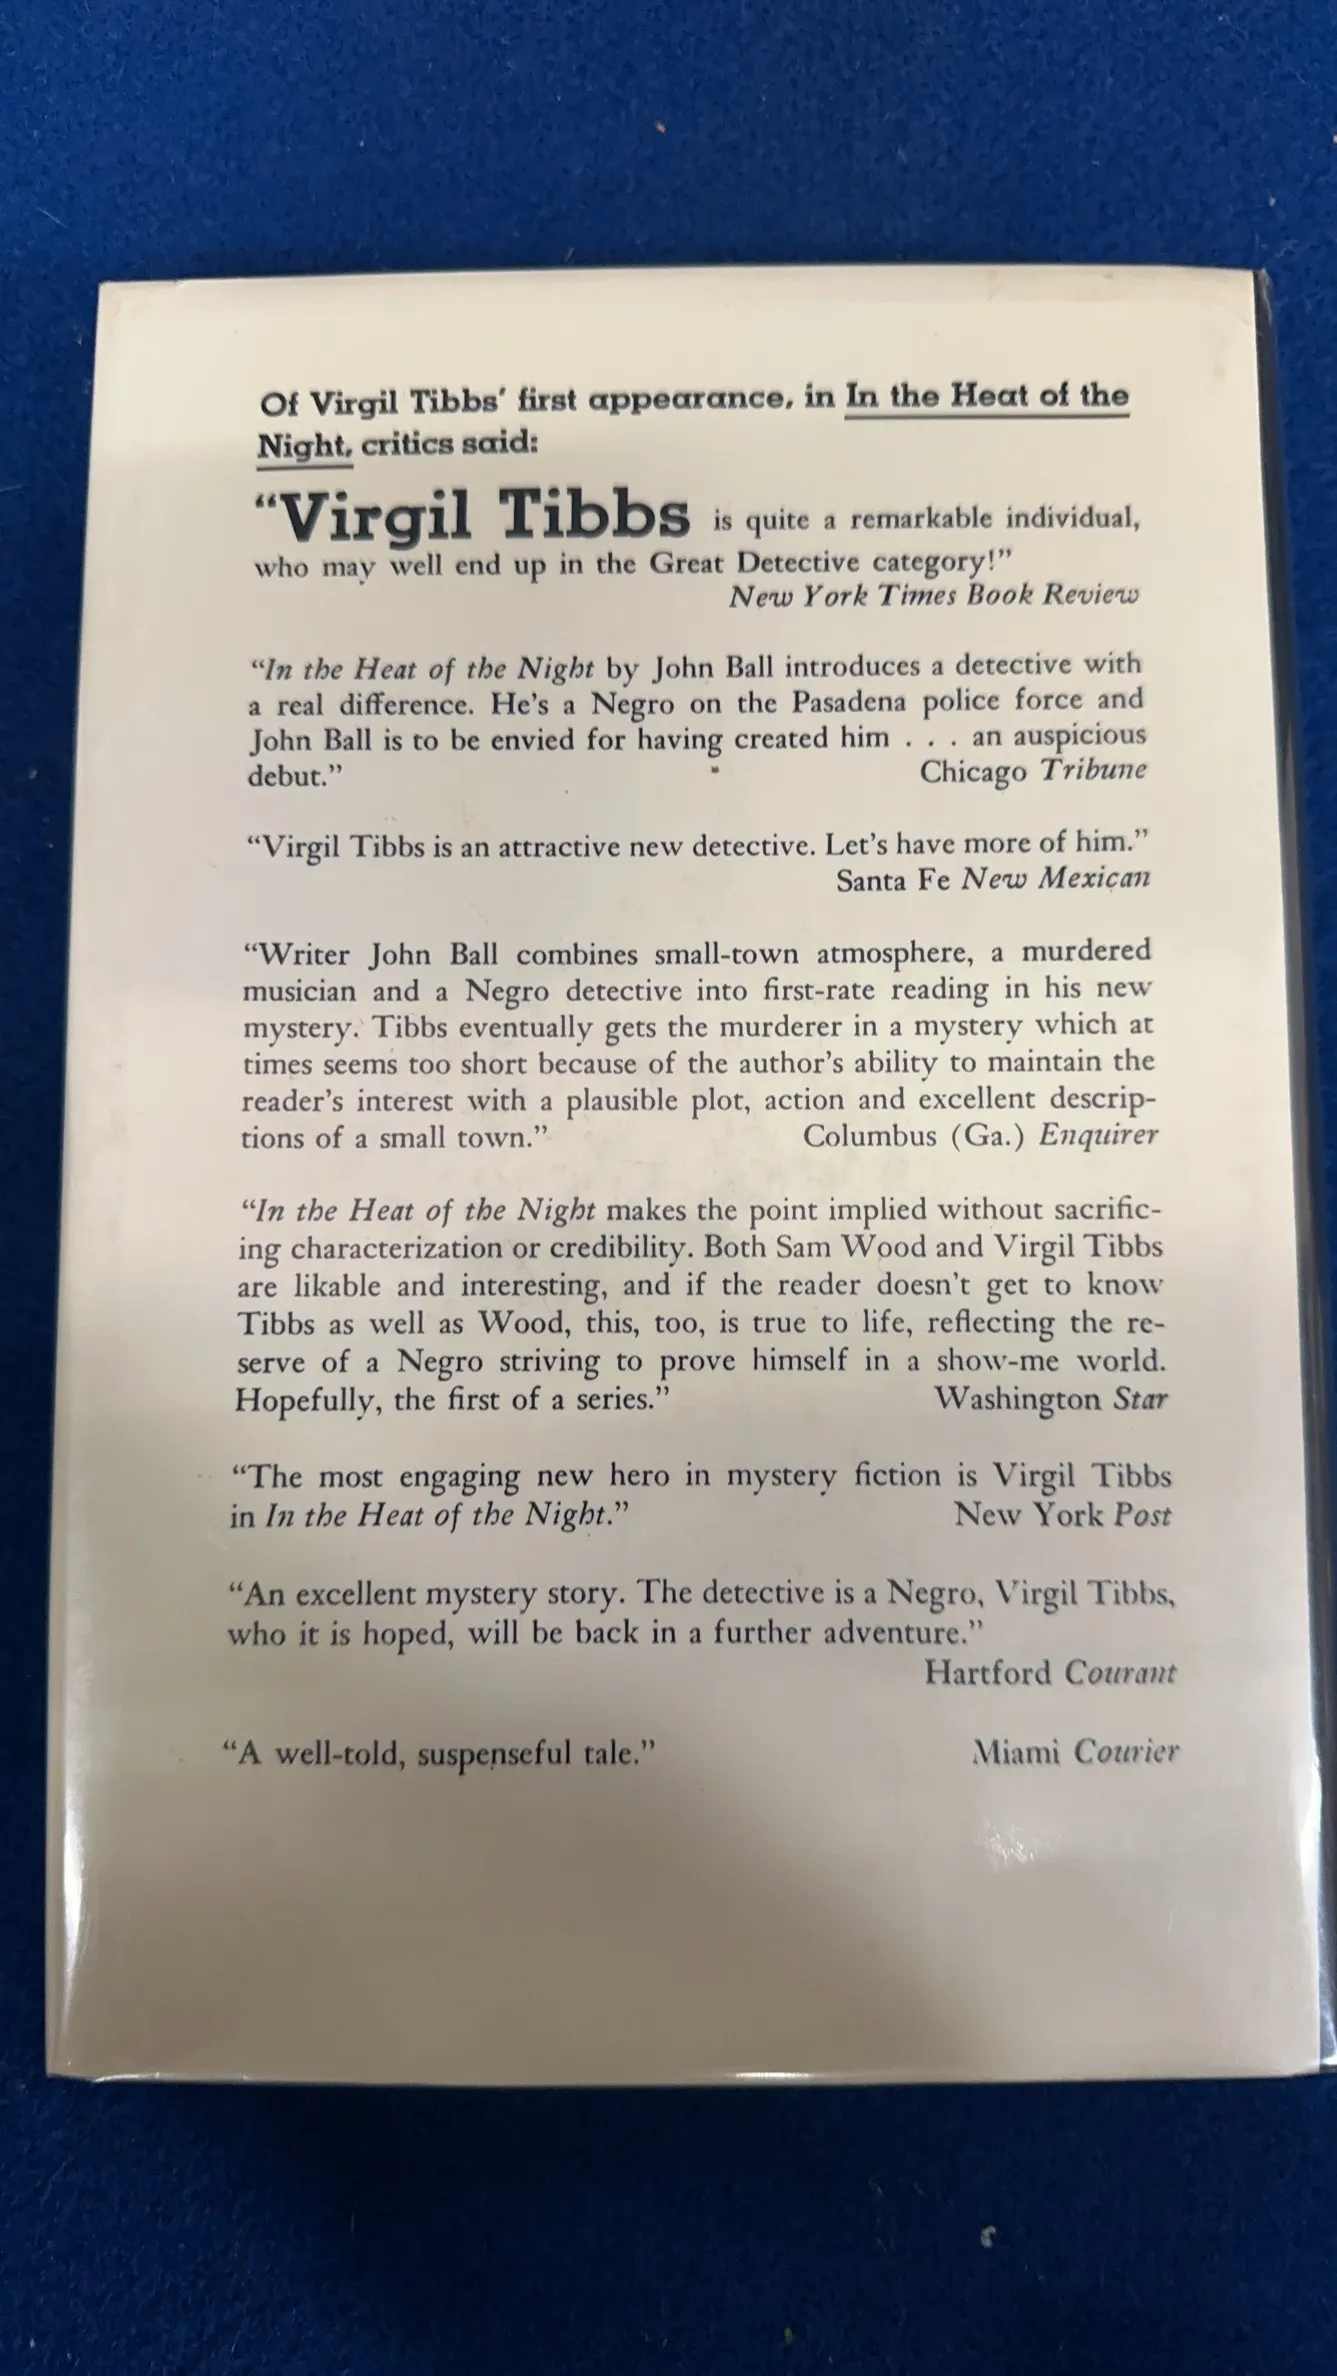 Of Virgil Tibbs' first appearance, in In the Heat of the
Night, critics said:
“Virgil Tibbs is quite a remarkable individual,
who may well end up in the Great Detective category!”
New York Times Book Review
“In the Heat of the Night by John Ball introduces a detective with
a real difference. He's a Negro on the Pasadena police force and
John Ball is to be envied for having created him . . . an auspicious
debut.” Chicago Tribune
“Virgil Tibbs is an attractive new detective. Let's have more of him.”
Santa Fe New Mexican
“Writer John Ball combines small-town atmosphere, a murdered
musician and a Negro detective into first-rate reading in his new
mystery. Tibbs eventually gets the murderer in a mystery which at
times seems too short because of the author's ability to maintain the
reader's interest with a plausible plot, action and excellent descrip-
tions of a small town.” Columbus (Ga.) Enquirer
“In the Heat of the Night makes the point implied without sacrific-
ing characterization or credibility. Both Sam Wood and Virgil Tibbs
are likable and interesting, and if the reader doesn't get to know
Tibbs as well as Wood, this, too, is true to life, reflecting the re-
serve of a Negro striving to prove himself in a show-me world.
Hopefully, the first of a series.” Washington Star
“The most engaging new hero in mystery fiction is Virgil Tibbs
in In the Heat of the Night.” New York Post
“An excellent mystery story. The detective is a Negro, Virgil Tibbs,
who it is hoped, will be back in a further adventure.”
Hartford Courant
“A well-told, suspenseful tale.” Miami Courier